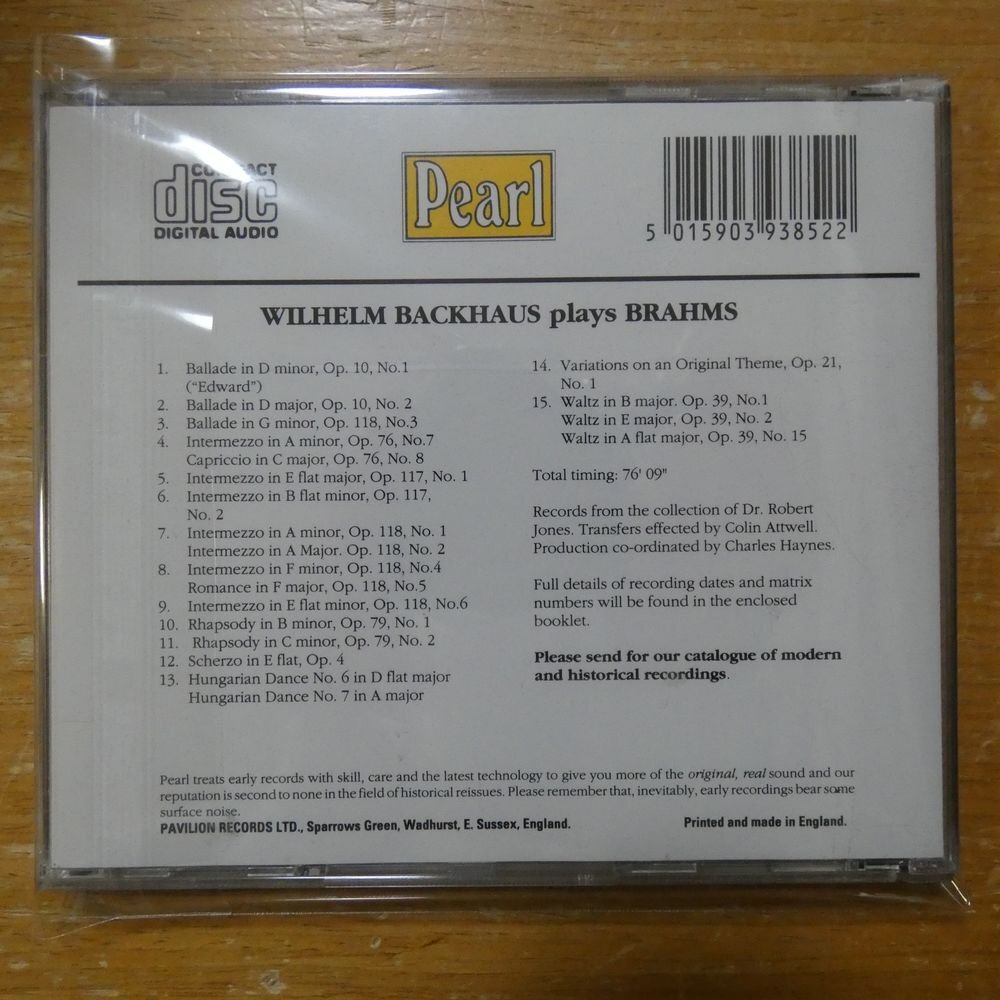 COMPACT
disc
DIGITAL AUDIO
Pearl
5 015903 938522
WILHELM BACKHAUS plays BRAHMS
1. Ballade in D minor, Op. 10, No.1
("Edward")
2. Ballade in D major, Op. 10, No. 2
3. Ballade in G minor, Op. 118, No.3
4. Intermezzo in A minor, Op. 76, No.7
Capriccio in C major, Op. 76, No. 8
5. Intermezzo in E flat major, Op. 117, No. 1
6. Intermezzo in B flat minor, Op. 117,
No. 2
7. Intermezzo in A minor, Op. 118, No. 1
Intermezzo in A Major. Op. 118, No. 2
8. Intermezzo in F minor, Op. 118, No.4
Romance in F major, Op. 118, No.5
9. Intermezzo in E flat minor, Op. 118, No.6
10. Rhapsody in B minor, Op. 79, No. 1
11. Rhapsody in C minor, Op. 79, No. 2
12. Scherzo in E flat, Op. 4
13. Hungarian Dance No. 6 in D flat major
Hungarian Dance No. 7 in A major
14. Variations on an Original Theme, Op. 21,
No. 1
15. Waltz in B major. Op. 39, No.1
Waltz in E major, Op. 39, No. 2
Waltz in A flat major, Op. 39, No. 15
Total timing: 76' 09"
Records from the collection of Dr. Robert
Jones. Transfers effected by Colin Attwell.
Production co-ordinated by Charles Haynes.
Full details of recording dates and matrix
numbers will be found in the enclosed
booklet.
Please send for our catalogue of modern
and historical recordings.
Pearl treats early records with skill, care and the latest technology to give you more of the original, real sound and our
reputation is second to none in the field of historical reissues. Please remember that, inevitably, early recordings bear some
surface noise.
PAVILION RECORDS LTD., Sparrows Green, Wadhurst, E. Sussex, England.
Printed and made in England.